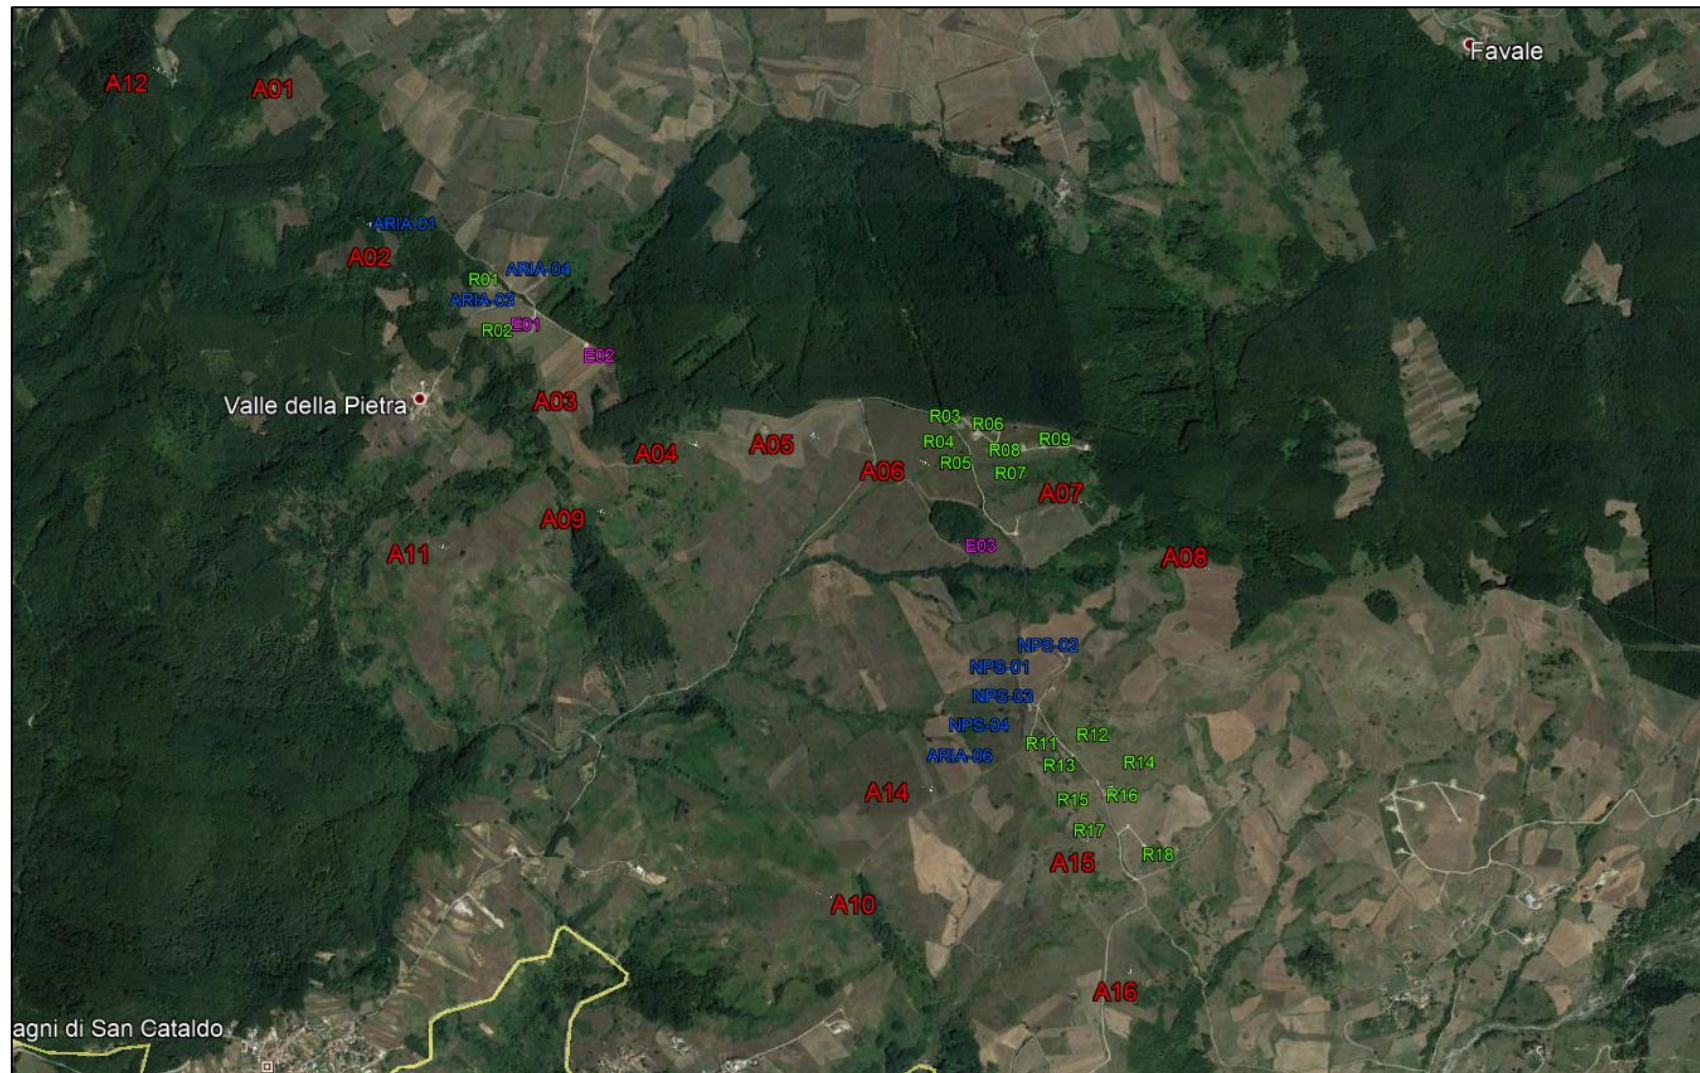 Favale
A12
A01
ARIA-01
A02
ARIA-04
R01
ARIA-03
E01
R02
E02
Valle della Pietra
A03
R03
R06
A04
A05
R04
R09
R08
R05
A06
R07
A07
A09
E03
A11
A08
NPS-02
NPS-01
NPS-03
NPS-04
R12
R11
ARIA-06
R14
R13
A14
R16
R15
R17
R18
A15
A10
A16
agni di San Cataldo